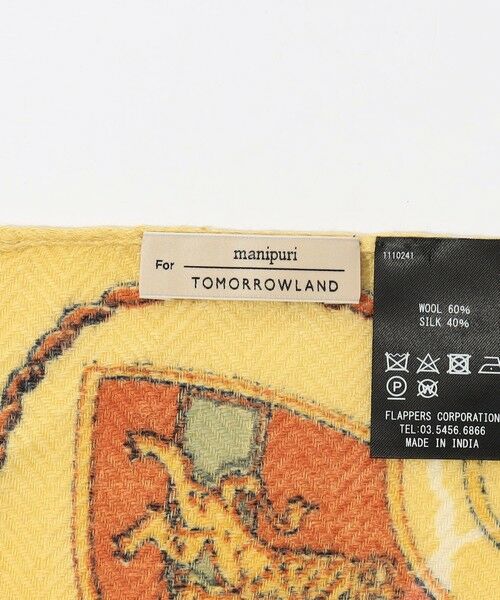 manipuri
For
TOMORROWLAND
1110241
WOOL 60%
SILK 40%
P W
FLAPPERS CORPORATION
TEL:03.5456.6866
MADE IN INDIA